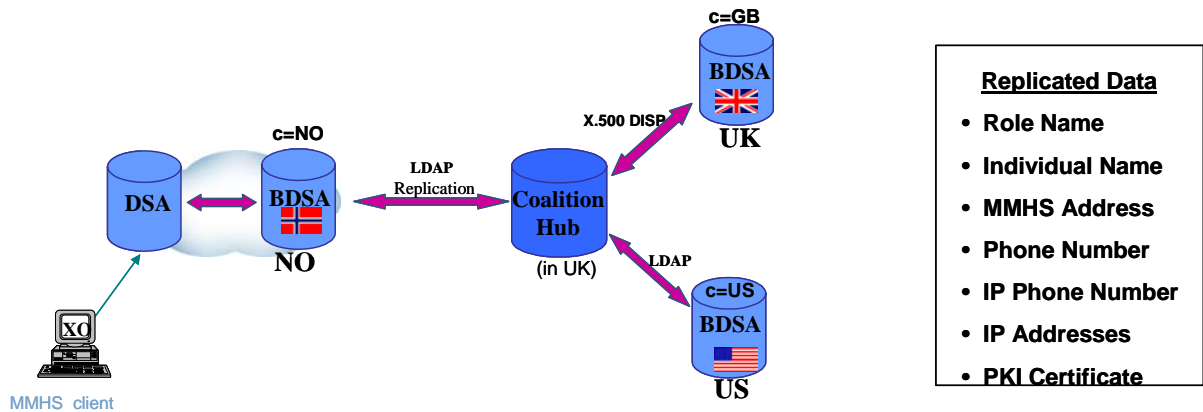 c=GB
BDSA
UK
X.500 DISP
c=NO
DSA
BDSA
NO
LDAP
Replication
Coalition
Hub
(in UK)
LDAP
c=US
BDSA
US
XO
MMHS client
Replicated Data
• Role Name
• Individual Name
• MMHS Address
• Phone Number
• IP Phone Number
• IP Addresses
• PKI Certificate